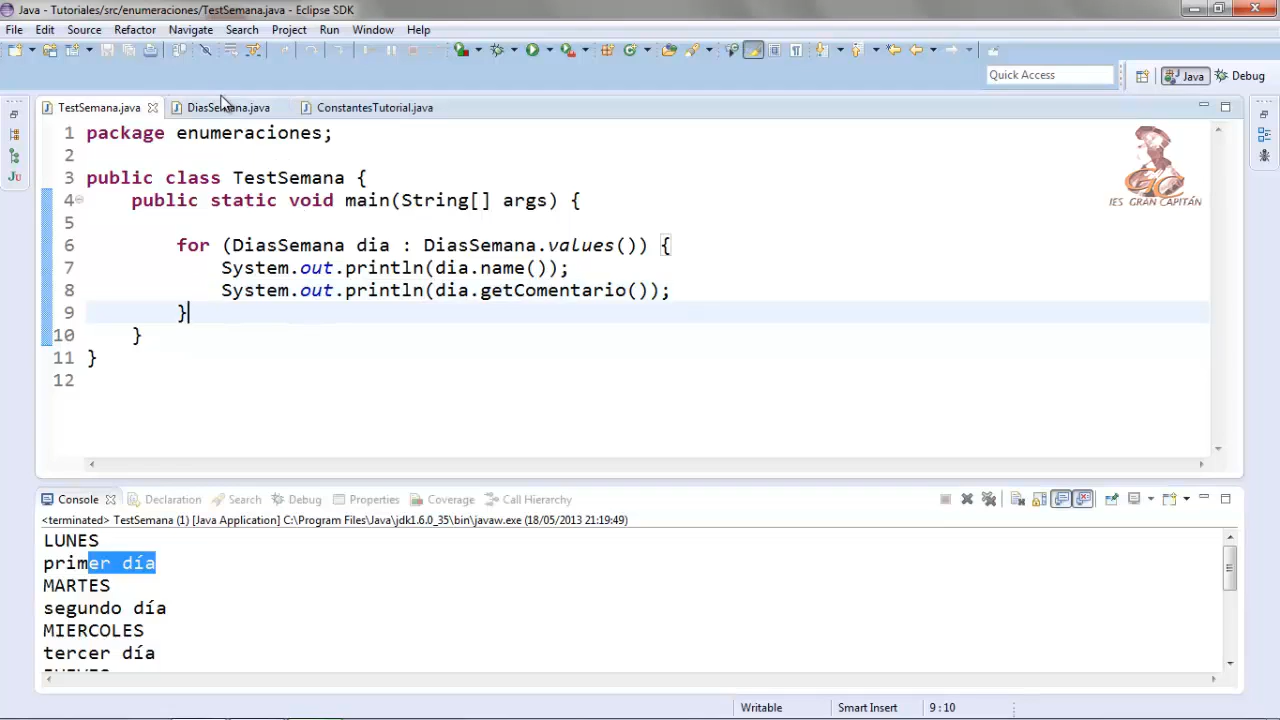 Java - Tutoriales/src/enumeraciones/TestSemana.java - Eclipse SDK
File Edit Source Refactor Navigate Search Project Run Window Help
Quick Access
Java
Debug
TestSemana.java
DiasSemana.java
ConstantesTutorial.java
1 package enumeraciones;
2
3 public class TestSemana {
4 public static void main(String[] args) {
5
6 for (DiasSemana dia : DiasSemana.values()) {
7 System.out.println(dia.name());
8 System.out.println(dia.getComentario());
9 }
10 }
11 }
12
IES GRAN CAPITÁN
Console Declaration Search Debug Properties Coverage Call Hierarchy
<terminated> TestSemana (1) [Java Application] C:\Program Files\Java\jdk1.6.0_35\bin\javaw.exe (18/05/2013 21:19:49)
LUNES
primer día
MARTES
segundo día
MIERCOLES
tercer día
Writable Smart Insert 9 : 10